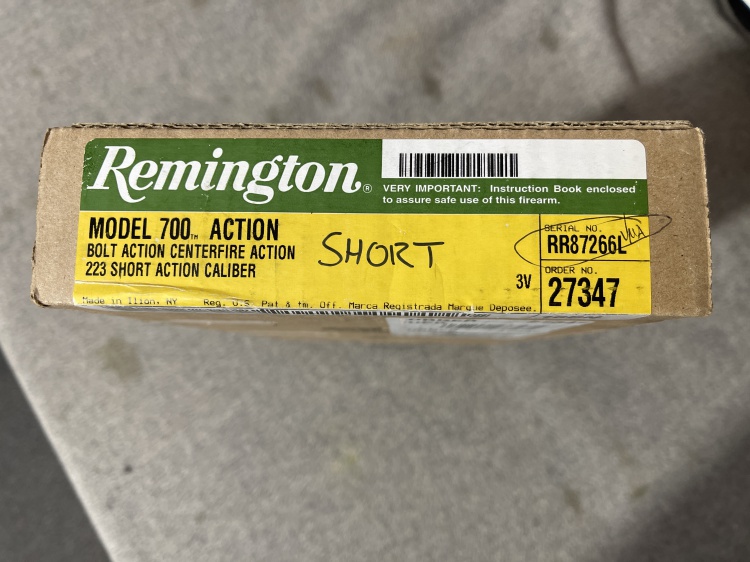 Remington®
VERY IMPORTANT: Instruction Book enclosed
to assure safe use of this firearm.
MODEL 700™ ACTION
BOLT ACTION CENTERFIRE ACTION
223 SHORT ACTION CALIBER
SHORT
3V
SERIAL NO.
RR87266L
ORDER NO.
27347
Made in Ilion, NY Reg. U.S. Pat & tm. Off. Marca Registrada Marque Deposee.